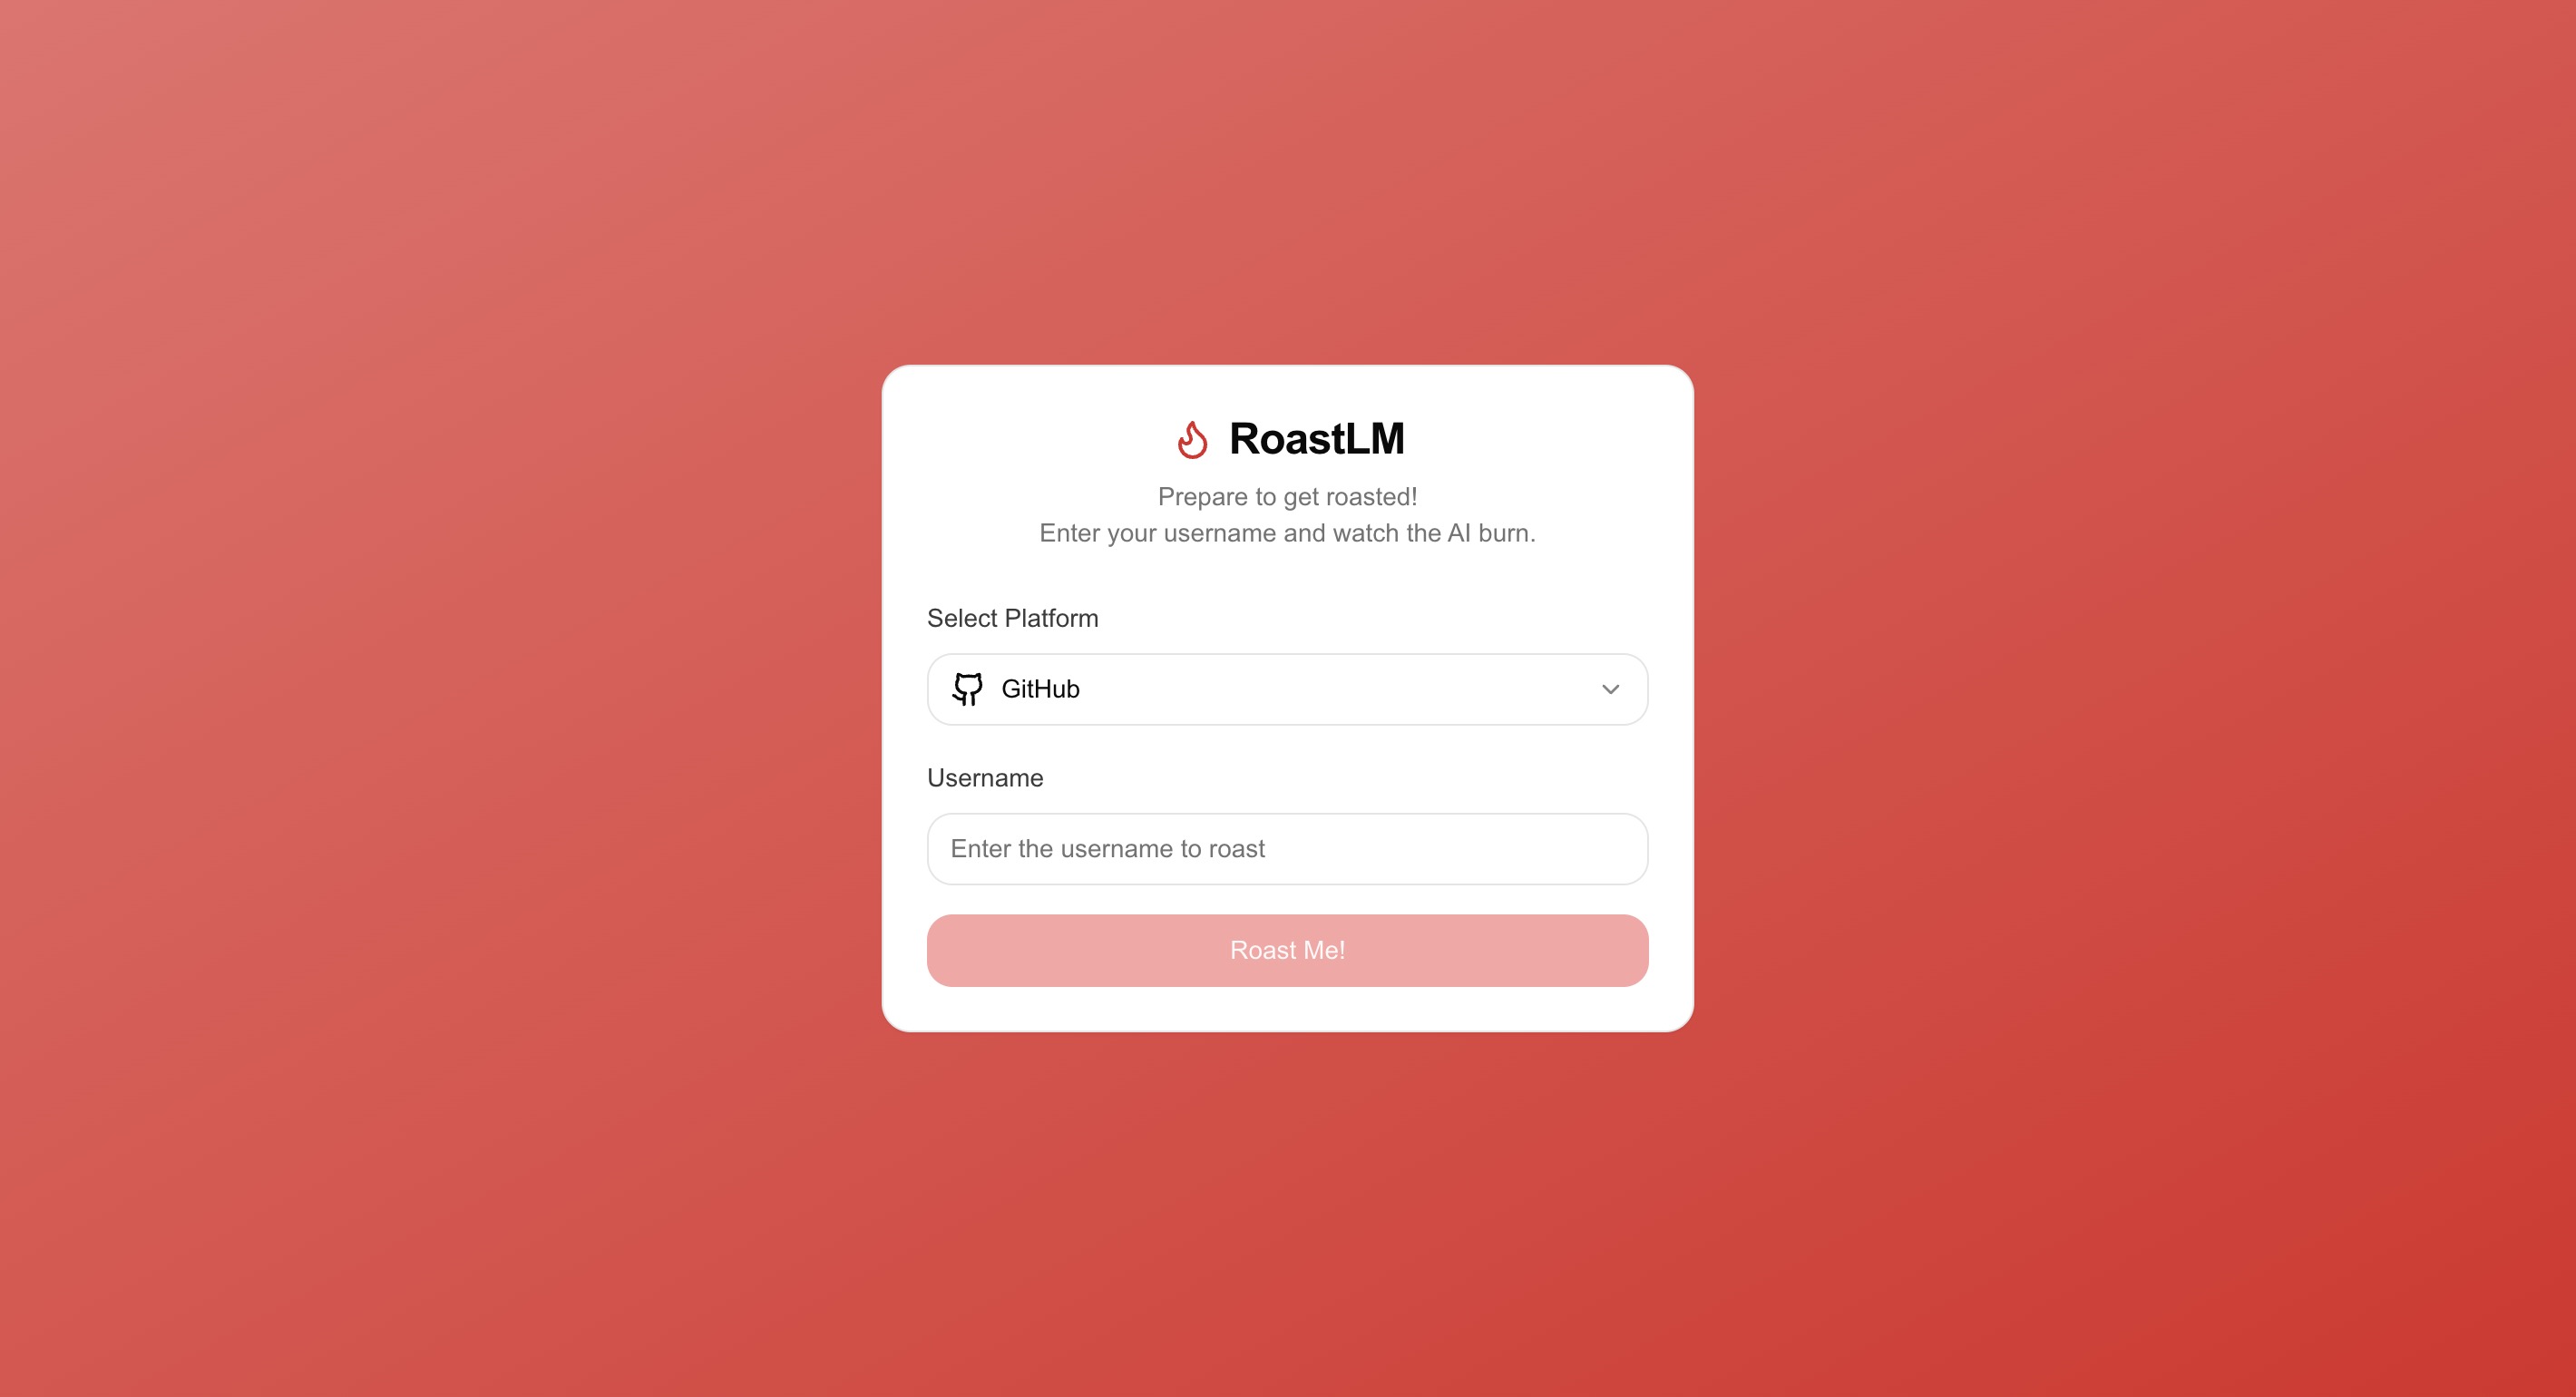 RoastLM
Prepare to get roasted!
Enter your username and watch the AI burn.
Select Platform
GitHub
Username
Enter the username to roast
Roast Me!